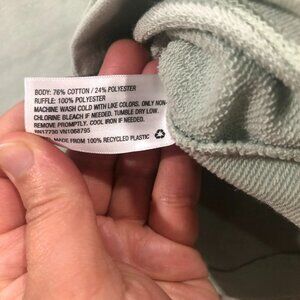 BODY: 76% COTTON / 24% POLYESTER
RUFFLE: 100% POLYESTER
MACHINE WASH COLD WITH LIKE COLORS. ONLY NON-
CHLORINE BLEACH IF NEEDED. TUMBLE DRY LOW.
REMOVE PROMPTLY. COOL IRON IF NEEDED.
RN17730 VN1068795
MADE FROM 100% RECYCLED PLASTIC